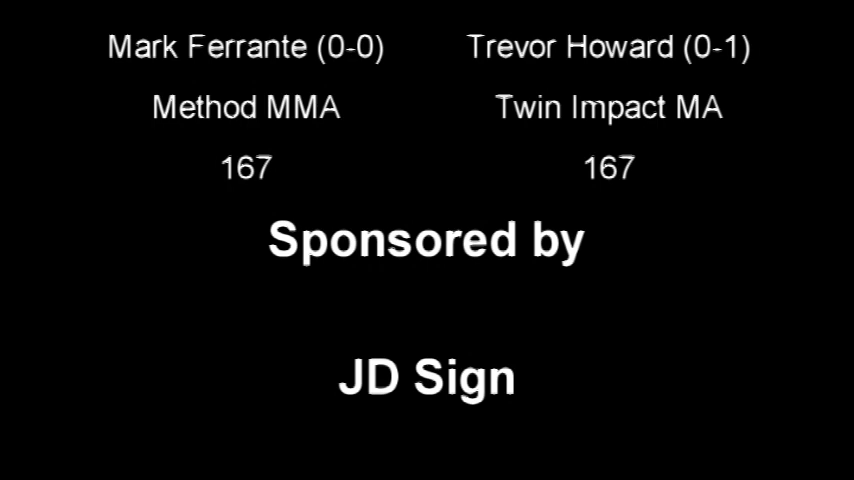 Mark Ferrante (0-0) Trevor Howard (0-1)
Method MMA Twin Impact MA
167 167
Sponsored by
JD Sign